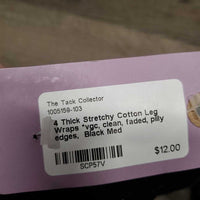 The Tack Collector
1005159-103
4 Thick Stretchy Cotton Leg
Wraps *vgc, clean, faded, pilly
edges, Black Med
$12.00
SCP57V